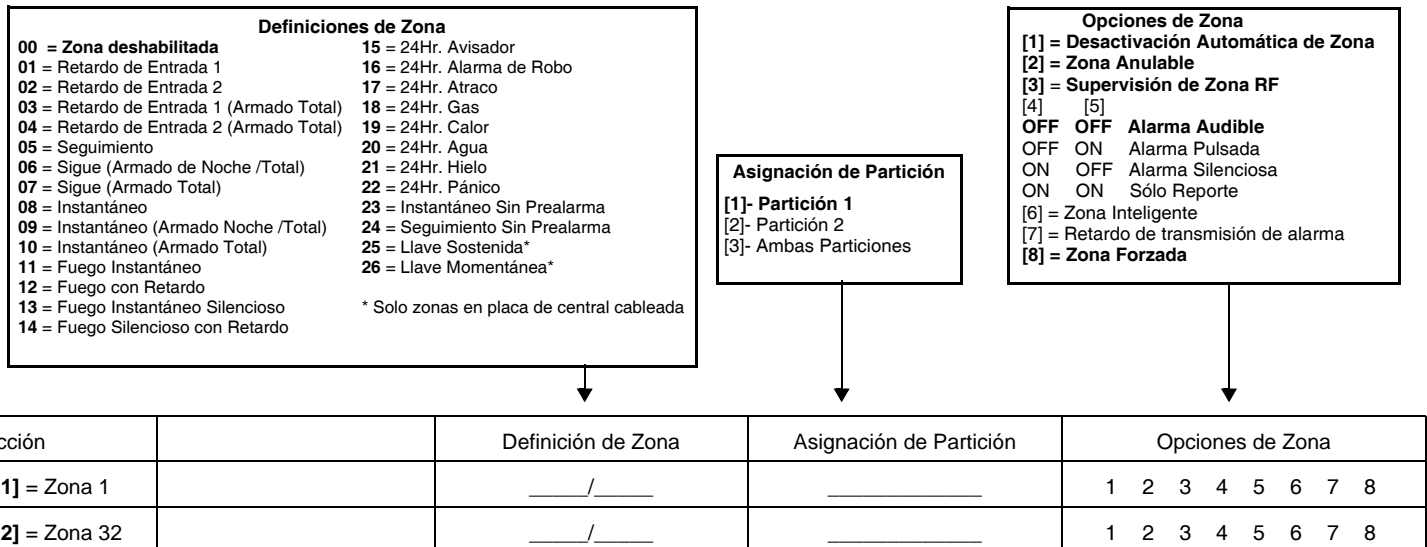 Definiciones de Zona
00 = Zona deshabilitada
01 = Retardo de Entrada 1
02 = Retardo de Entrada 2
03 = Retardo de Entrada 1 (Armado Total)
04 = Retardo de Entrada 2 (Armado Total)
05 = Seguimiento
06 = Sigue (Armado de Noche /Total)
07 = Sigue (Armado Total)
08 = Instantáneo
09 = Instantáneo (Armado Noche /Total)
10 = Instantáneo (Armado Total)
11 = Fuego Instantáneo
12 = Fuego con Retardo
13 = Fuego Instantáneo Silencioso
14 = Fuego Silencioso con Retardo
15 = 24Hr. Avisador
16 = 24Hr. Alarma de Robo
17 = 24Hr. Atraco
18 = 24Hr. Gas
19 = 24Hr. Calor
20 = 24Hr. Agua
21 = 24Hr. Hielo
22 = 24Hr. Pánico
23 = Instantáneo Sin Prealarma
24 = Seguimiento Sin Prealarma
25 = Llave Sostenida*
26 = Llave Momentánea*
* Solo zonas en placa de central cableada
Asignación de Partición
[1]- Partición 1
[2]- Partición 2
[3]- Ambas Particiones
Opciones de Zona
[1] = Desactivación Automática de Zona
[2] = Zona Anulable
[3] = Supervisión de Zona RF
[4] [5]
OFF OFF Alarma Audible
OFF ON Alarma Pulsada
ON OFF Alarma Silenciosa
ON ON Sólo Reporte
[6] = Zona Inteligente
[7] = Retardo de transmisión de alarma
[8] = Zona Forzada
cción Definición de Zona Asignación de Partición Opciones de Zona
1] = Zona 1 _____/_____ _____________ 1 2 3 4 5 6 7 8
2] = Zona 32 _____/_____ _____________ 1 2 3 4 5 6 7 8